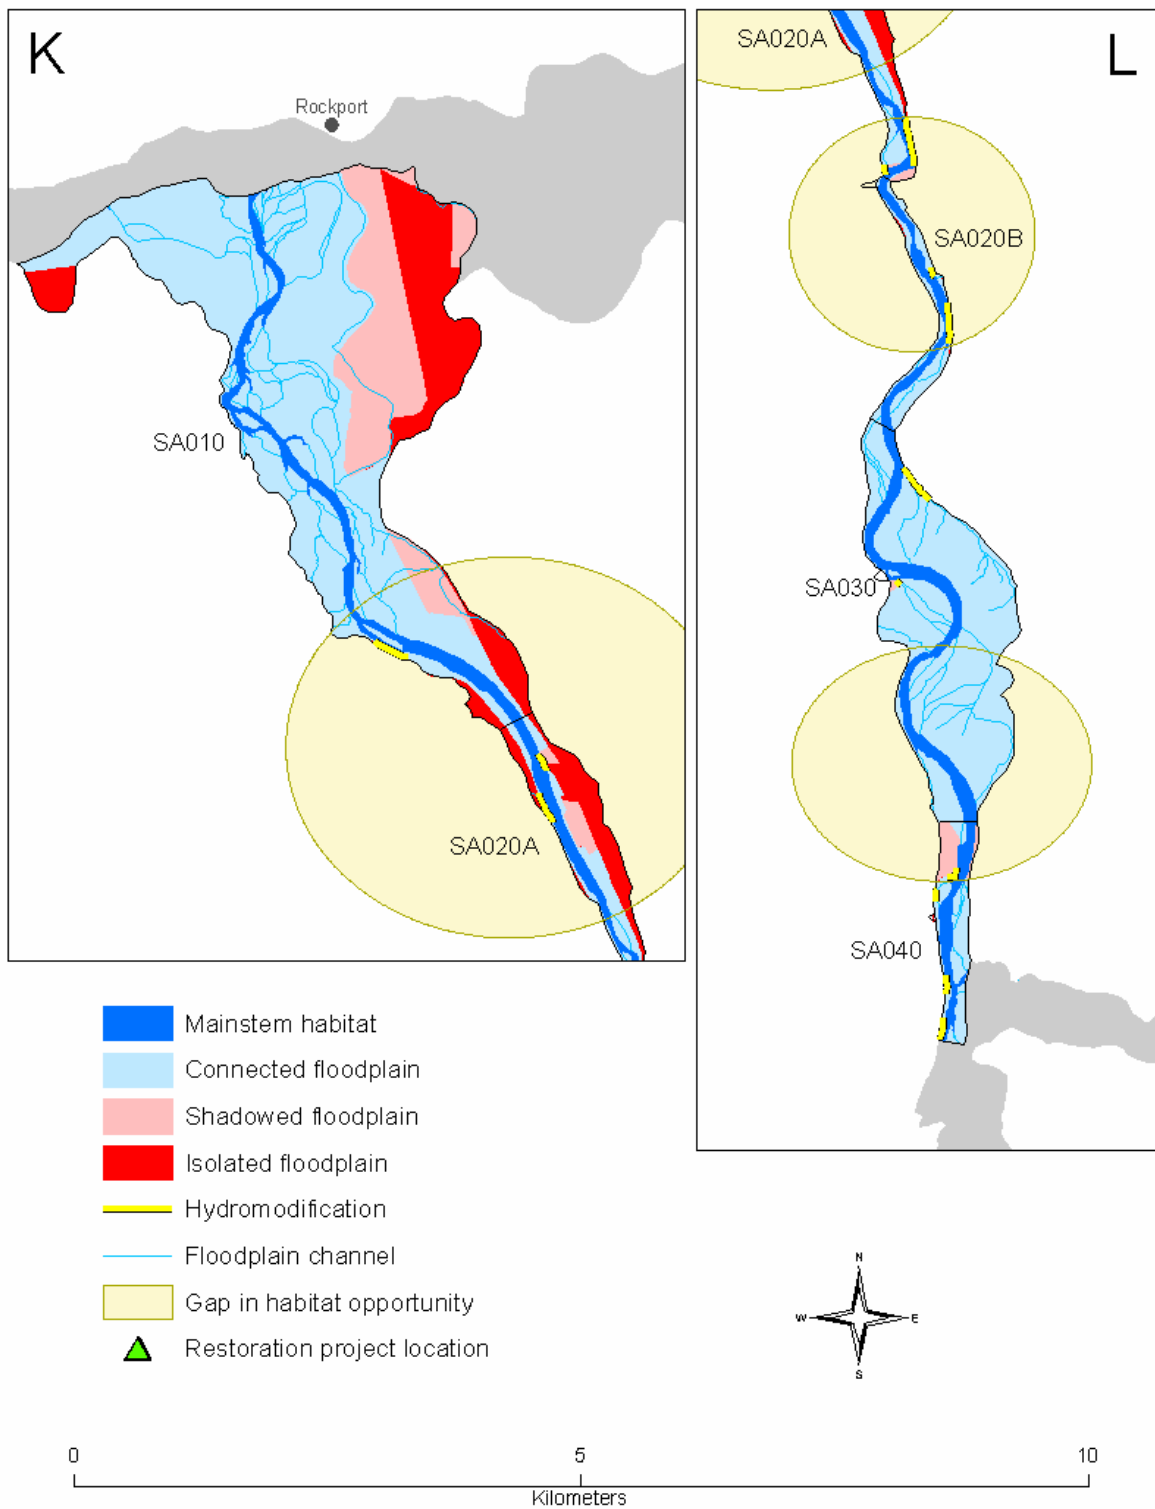 K
Rockport
SA010
SA020A
SA020A
L
SA020B
SA030
SA040
Mainstem habitat
Connected floodplain
Shadowed floodplain
Isolated floodplain
Hydromodification
Floodplain channel
Gap in habitat opportunity
Restoration project location
N
W E
S
0 5 10
Kilometers